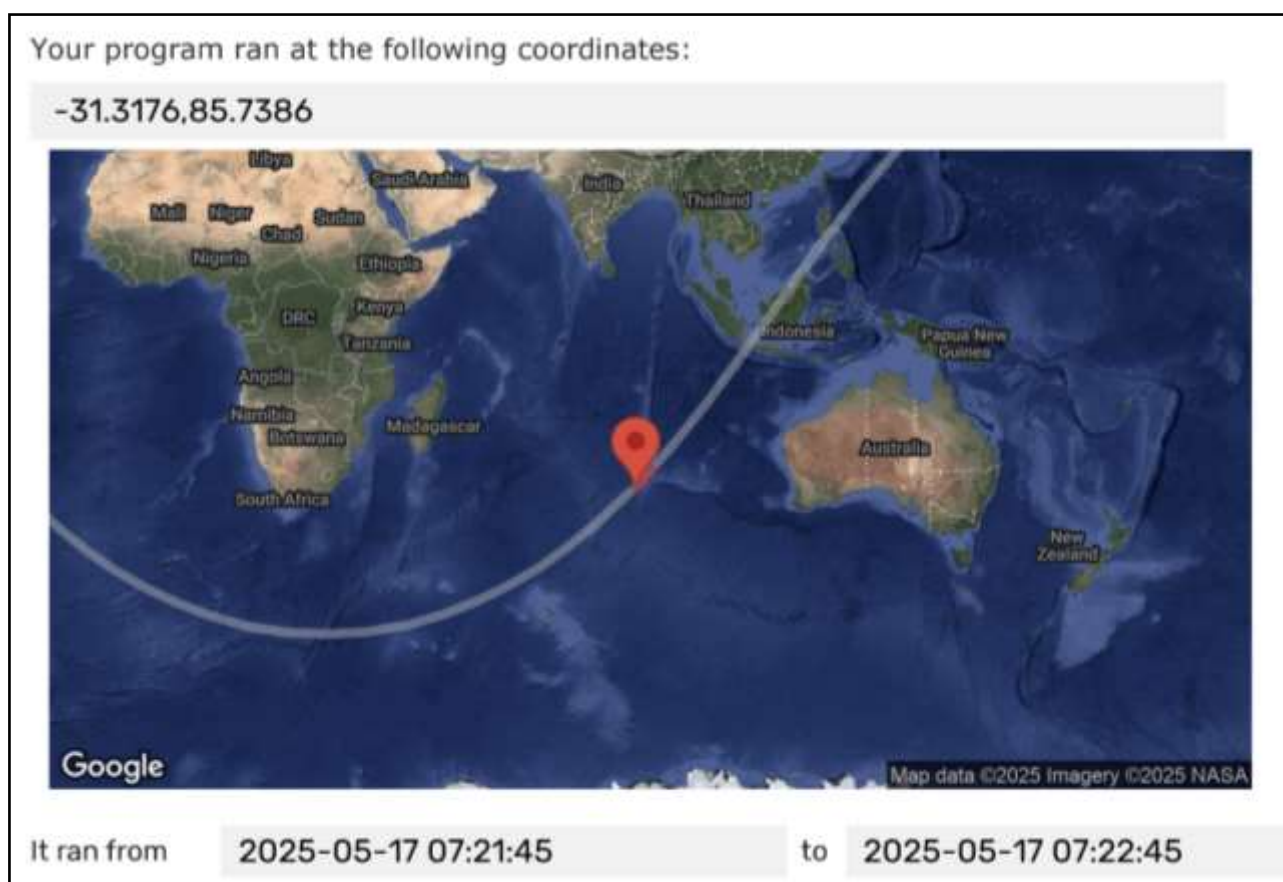 Your program ran at the following coordinates:
-31.3176,85.7386
Libya
Saudi Arabia
India
Mali Niger Sudan Thailand
Chad
Nigeria Ethiopia
Kenya
DRC
Indonesia Papua New
Guinea
Tanzania
Angola
Namibia
Botswana Madagascar
Australia
South Africa
New
Zealand
Google
Map data ©2025 Imagery ©2025 NASA
It ran from 2025-05-17 07:21:45 to 2025-05-17 07:22:45